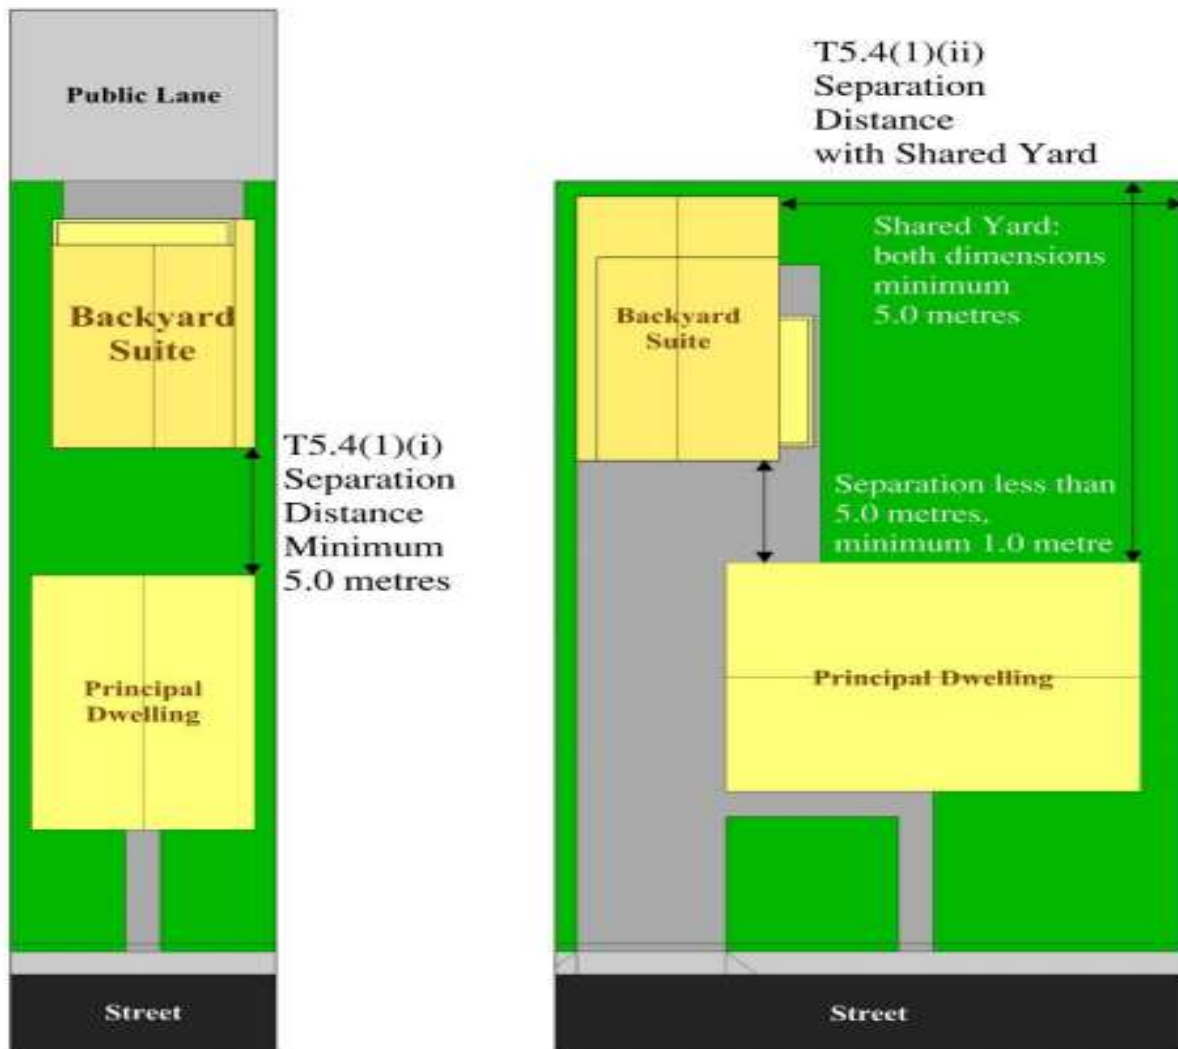 Public Lane
Backyard
Suite
T5.4(1)(i)
Separation
Distance
Minimum
5.0 metres
Principal
Dwelling
Street
T5.4(1)(ii)
Separation
Distance
with Shared Yard
Shared Yard:
both dimensions
minimum
5.0 metres
Backyard
Suite
Separation less than
5.0 metres,
minimum 1.0 metre
Principal Dwelling
Street